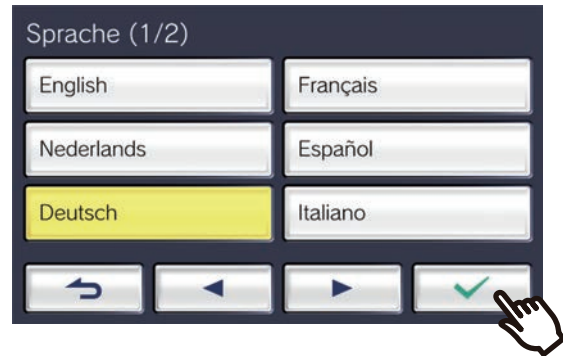 Sprache (1/2)
English
Français
Nederlands
Español
Deutsch
Italiano